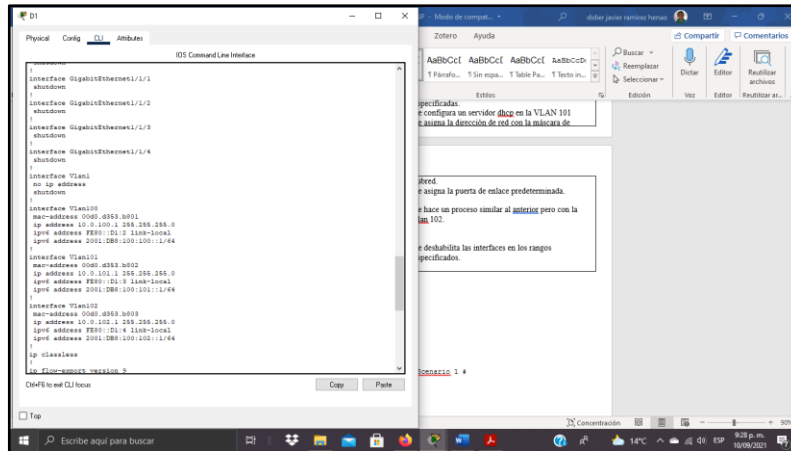 D1
Physical Config CLI Attributes
IOS Command Line Interface
shutdown
!
interface GigabitEthernet1/1/1
shutdown
!
interface GigabitEthernet1/1/2
shutdown
!
interface GigabitEthernet1/1/3
shutdown
!
interface GigabitEthernet1/1/4
shutdown
!
interface Vlan1
no ip address
shutdown
!
interface Vlan100
mac-address 00d0.d353.b801
ip address 10.0.100.1 255.255.255.0
ipv6 address FE80::D1:2 link-local
ipv6 address 2001:DB8:100:100::1/64
!
interface Vlan101
mac-address 00d0.d353.b802
ip address 10.0.101.1 255.255.255.0
ipv6 address FE80::D1:3 link-local
ipv6 address 2001:DB8:100:101::1/64
!
interface Vlan102
mac-address 00d0.d353.b803
ip address 10.0.102.1 255.255.255.0
ipv6 address FE80::D1:4 link-local
ipv6 address 2001:DB8:100:102::1/64
!
ip classless
!
ip flow-export version 9
Ctrl+F6 to exit CLI focus
Copy Paste
Top
- Modo de compat...
didier javier ramirez henao
Zotero Ayuda
Compartir Comentarios
AaBbCcI AaBbCcI AaBbCcI AaBbCcDc
¶ Párrafo... ¶ Sin espa... ¶ Table Pa... ¶ Texto in...
Estilos
Buscar
Reemplazar
Seleccionar
Edición
Dictar
Voz
Editor
Editor
Reutilizar archivos
Reutilizar ar...
specificadas.
e configura un servidor dhcp en la VLAN 101
e asigna la dirección de red con la máscara de
bred.
e asigna la puerta de enlace predeterminada.
e hace un proceso similar al anterior pero con la
lan 102.
e deshabilita las interfaces en los rangos
specificados.
Scenario 1 #
Concentración
50%
Escribe aquí para buscar
14°C
ESP
9:28 p. m.
10/09/2021